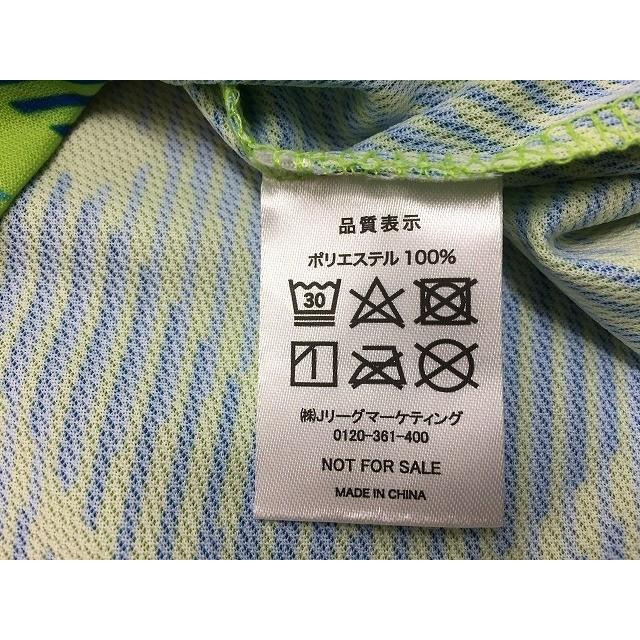 品質表示
ポリエステル 100%
30
㈱Jリーグマーケティング
0120-361-400
NOT FOR SALE
MADE IN CHINA